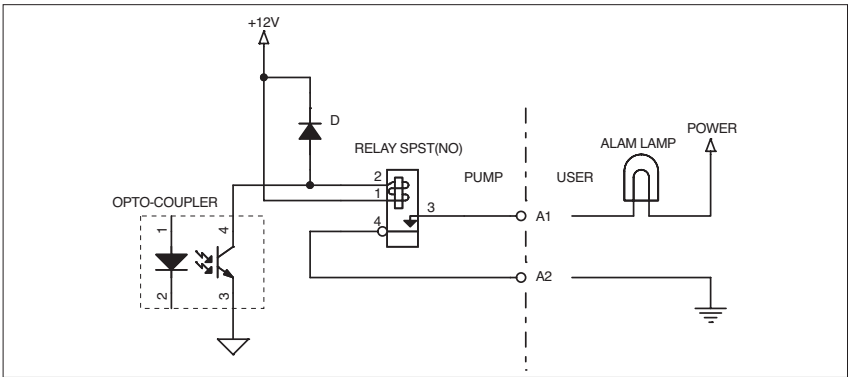 +12V
D
RELAY SPST(NO)
ALAM LAMP
POWER
2
1
PUMP
USER
3
A1
4
OPTO-COUPLER
1
4
A2
2
3